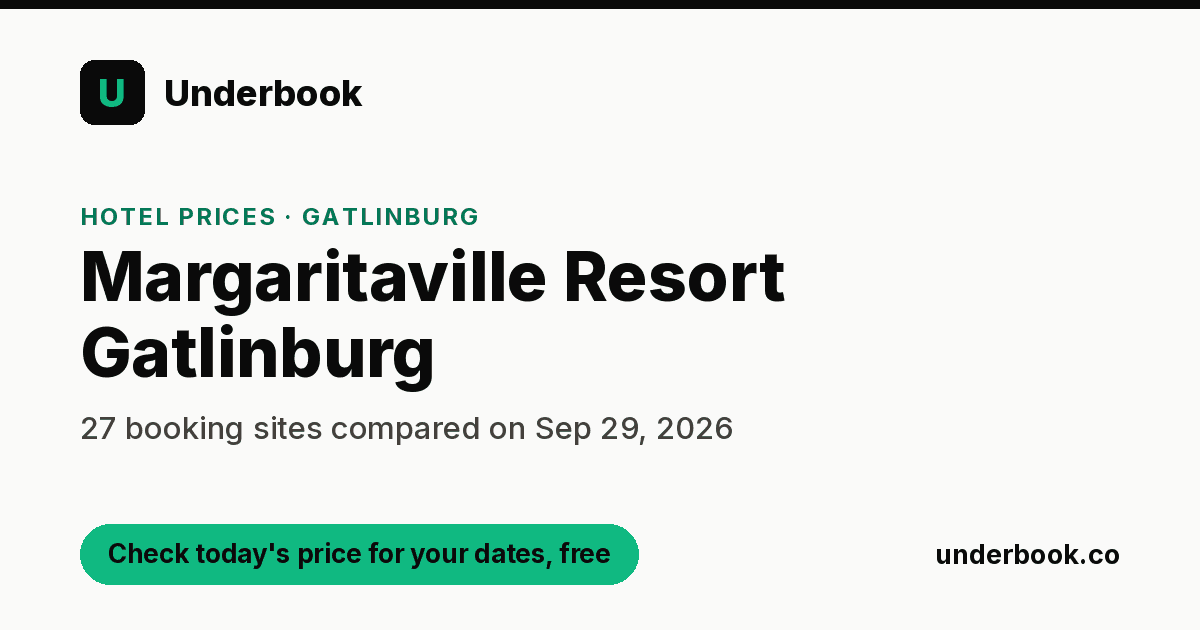 U Underbook
HOTEL PRICES · GATLINBURG
Margaritaville Resort
Gatlinburg
27 booking sites compared on Sep 29, 2026
Check today's price for your dates, free
underbook.co